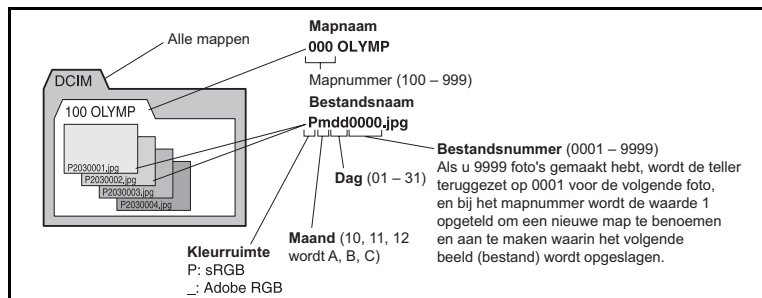 Alle mappen
DCIM
100 OLYMP
P2030001.jpg
P2030002.jpg
P2030003.jpg
P2030004.jpg
Mapnaam
000 OLYMP
Mapnummer (100 – 999)
Bestandsnaam
Pmdd0000.jpg
Kleurruimte
P: sRGB
_: Adobe RGB
Maand (10, 11, 12
wordt A, B, C)
Dag (01 – 31)
Bestandsnummer (0001 – 9999)
Als u 9999 foto's gemaakt hebt, wordt de teller
teruggezet op 0001 voor de volgende foto,
en bij het mapnummer wordt de waarde 1
opgeteld om een nieuwe map te benoemen
en aan te maken waarin het volgende
beeld (bestand) wordt opgeslagen.